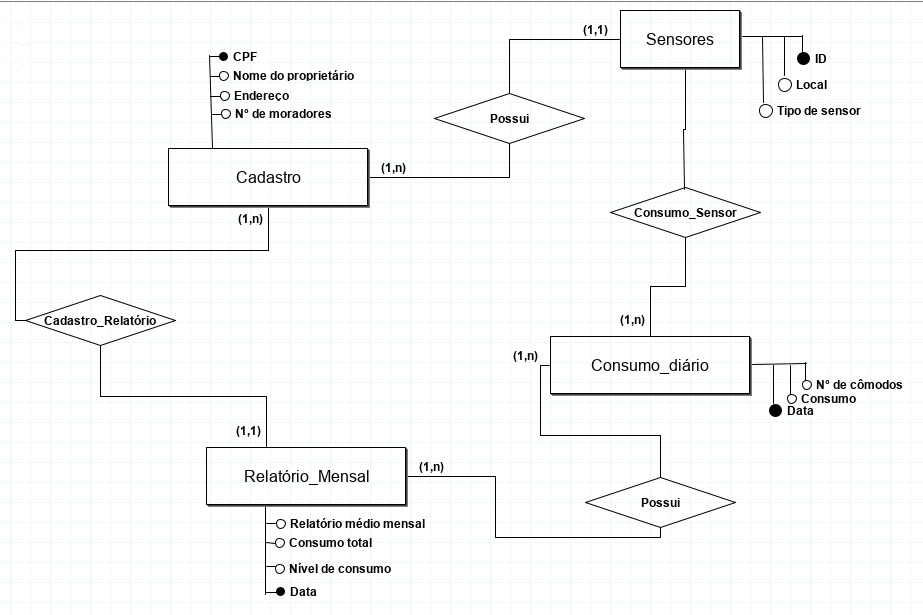 (1,1)
Sensores
ID
Local
Tipo de sensor
CPF
Nome do proprietário
Endereço
N° de moradores
Possui
Cadastro
(1,n)
(1,n)
Consumo_Sensor
Cadastro_Relatório
(1,n)
(1,n)
Consumo_diário
N° de cômodos
Consumo
Data
(1,1)
Relatório_Mensal
(1,n)
Possui
Relatório médio mensal
Consumo total
Nível de consumo
Data